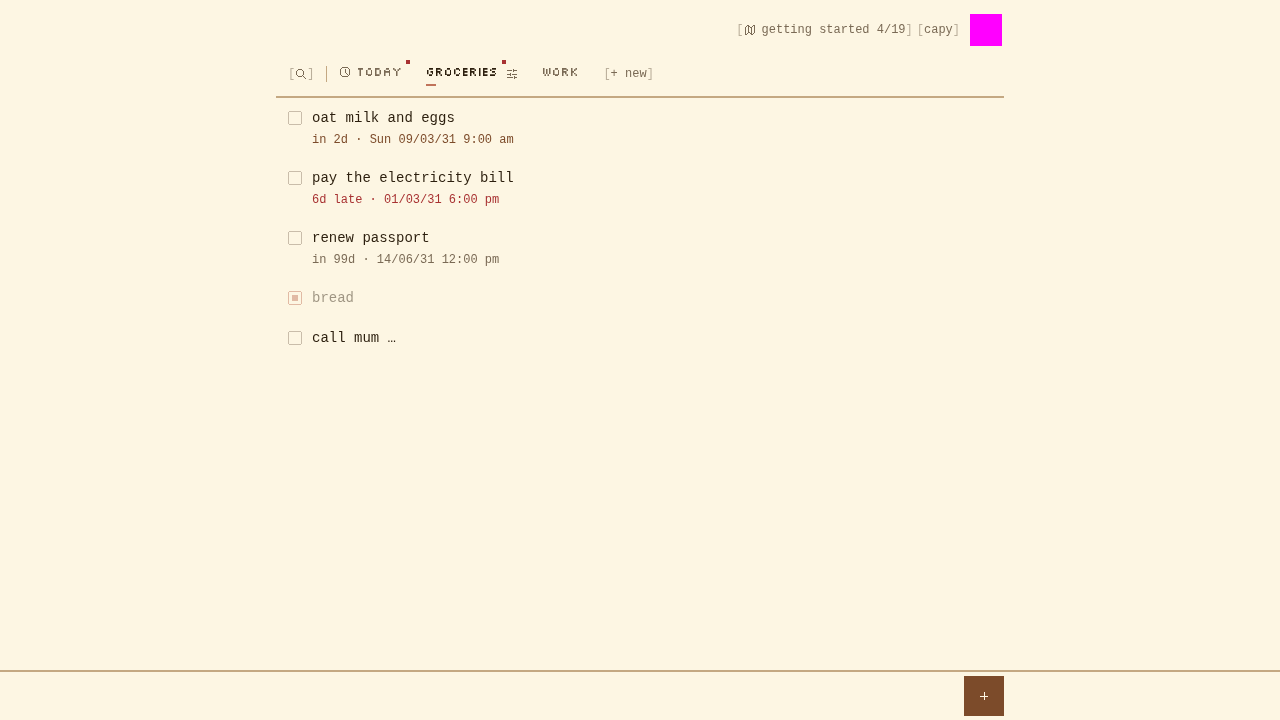 [getting started 4/19] [copy]
[] TODAY GROCERIES WORK [+ new]
oat milk and eggs
in 2d · Sun 09/03/31 9:00 am
pay the electricity bill
6d late · 01/03/31 6:00 pm
renew passport
in 99d · 14/06/31 12:00 pm
bread
call mum …
+